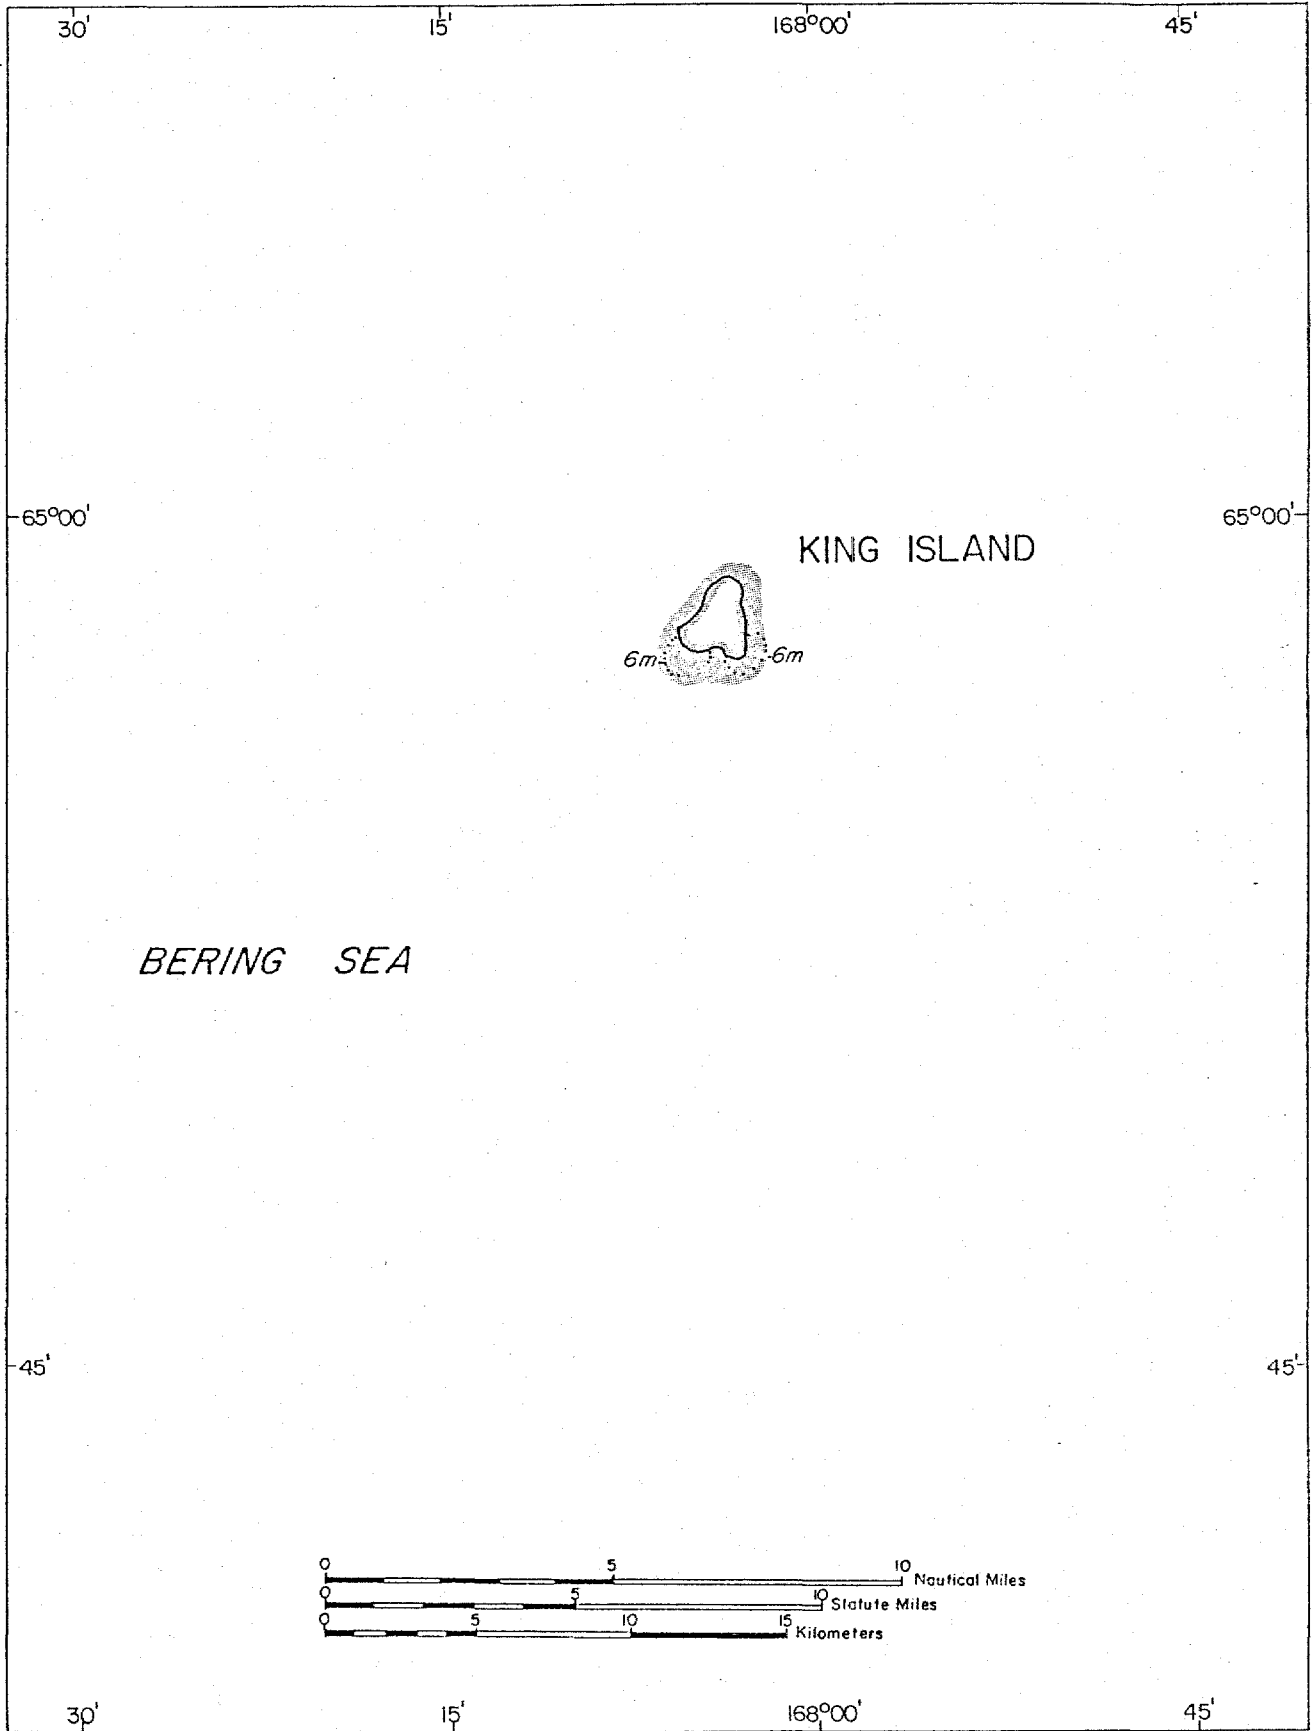 30' 15' 168°00' 45'
65°00' 65°00'
KING ISLAND
6m 6m
BERING SEA
45' 45'
0 5 10 Nautical Miles
0 5 10 Statute Miles
0 5 10 15 Kilometers
30' 15' 168°00' 45'